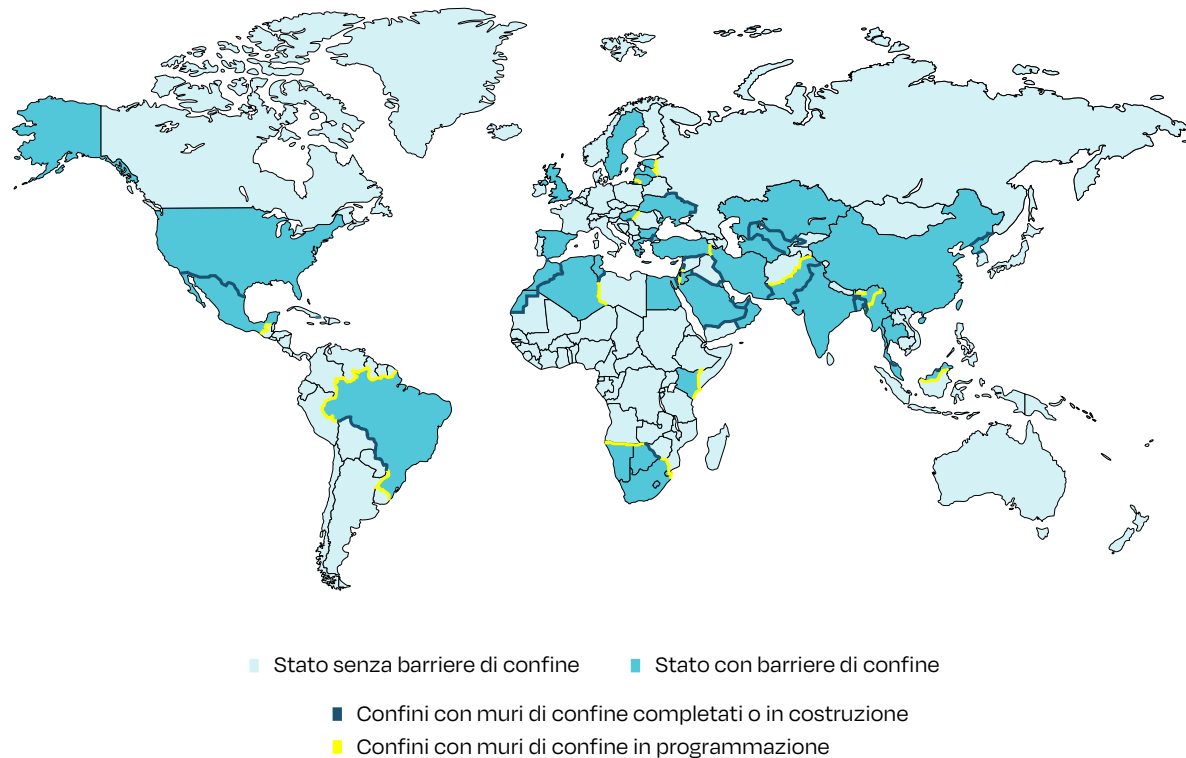 Stato senza barriere di confine
Stato con barriere di confine
Confini con muri di confine completati o in costruzione
Confini con muri di confine in programmazione